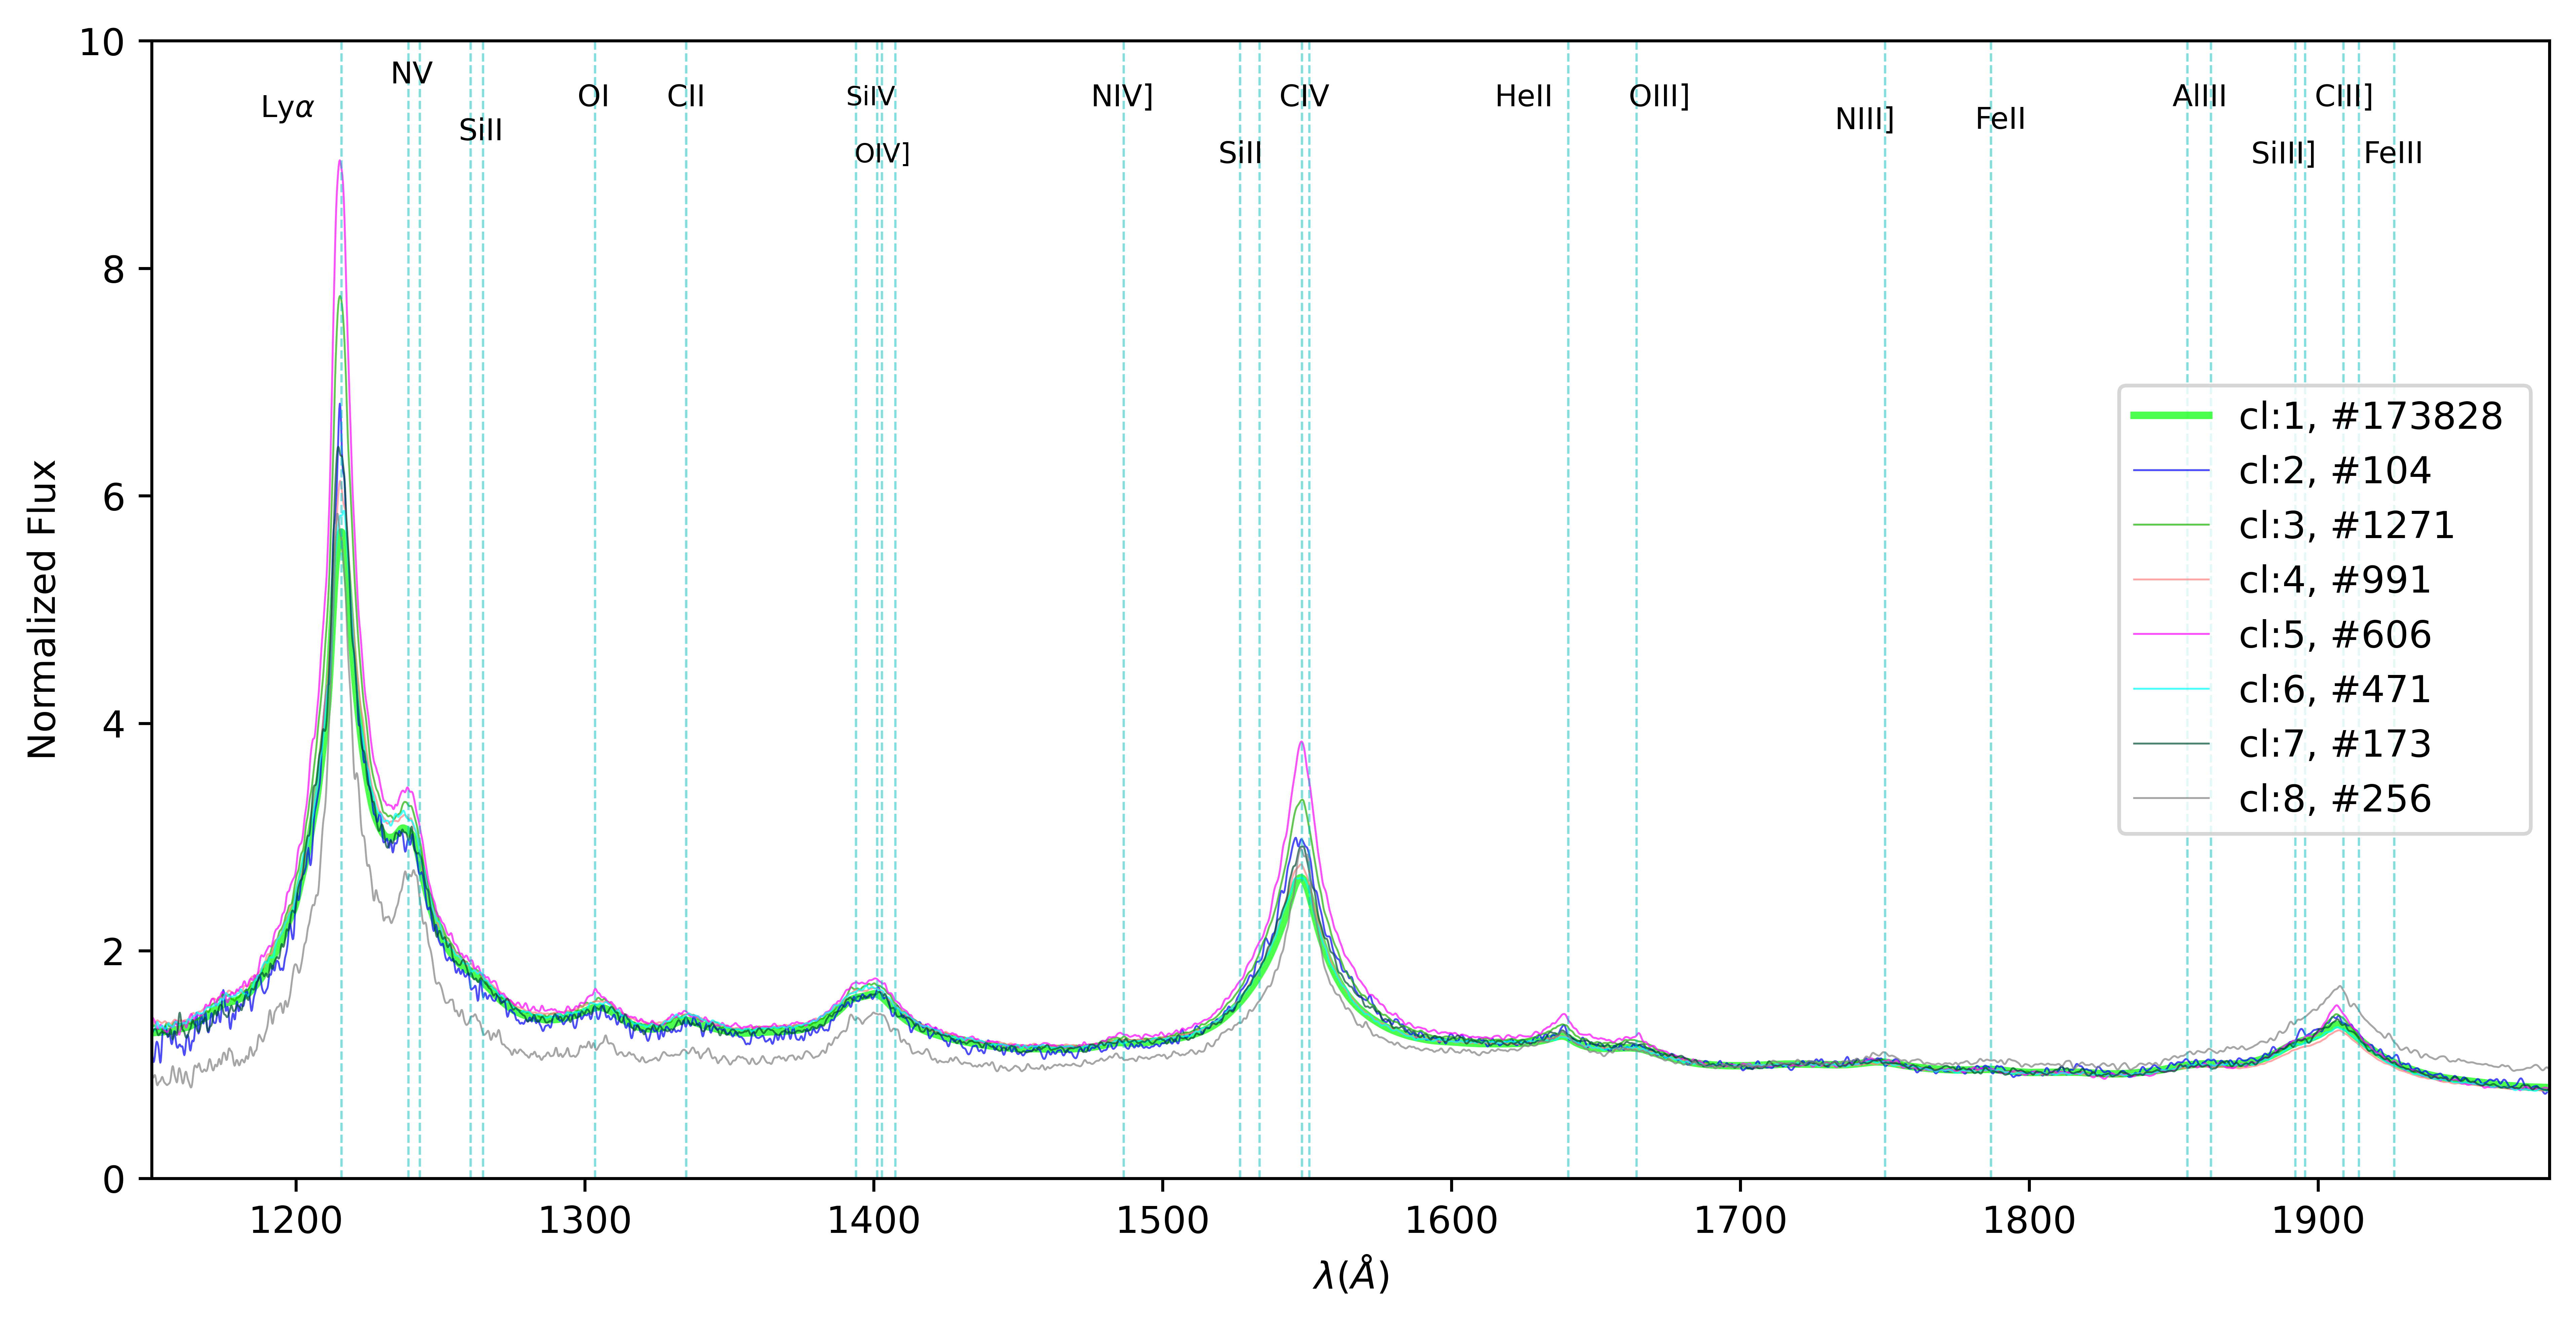 10
8
6
4
2
0
Normalized Flux
Lyα
NV
SiII
OI
CII
SiIV
OIV]
NIV]
SiII
CIV
HeII
OIII]
NIII]
FeII
AlIII
SiIII]
CIII]
FeIII
cl:1, #173828
cl:2, #104
cl:3, #1271
cl:4, #991
cl:5, #606
cl:6, #471
cl:7, #173
cl:8, #256
1200 1300 1400 1500 1600 1700 1800 1900
λ(Å)